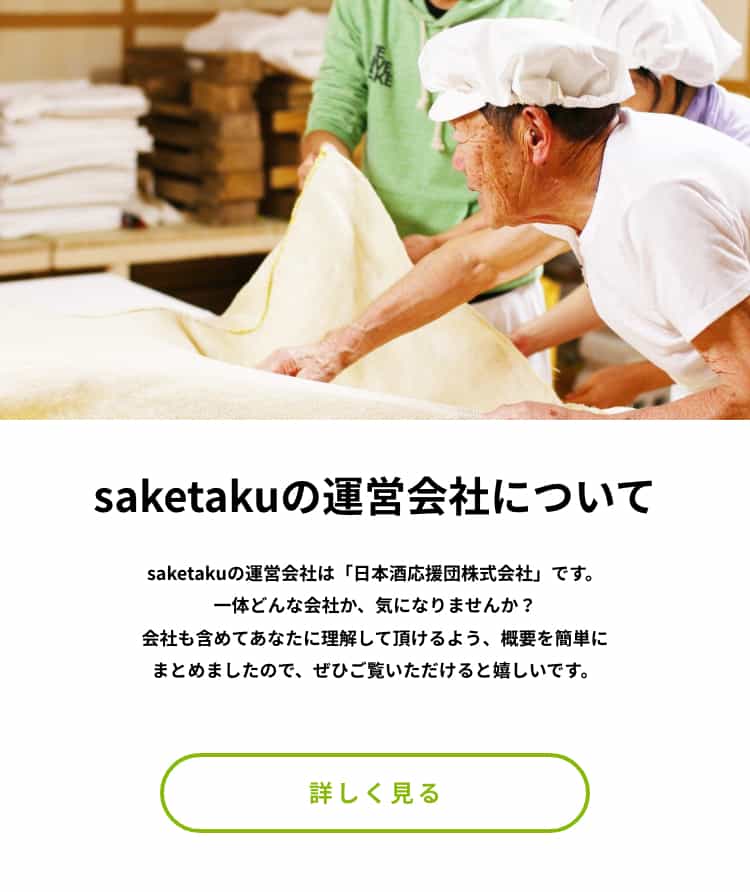 saketakuの運営会社について
saketakuの運営会社は「日本酒応援団株式会社」です。
一体どんな会社か、気になりませんか？
会社も含めてあなたに理解して頂けるよう、概要を簡単に
まとめましたので、ぜひご覧いただけると嬉しいです。
詳しく見る